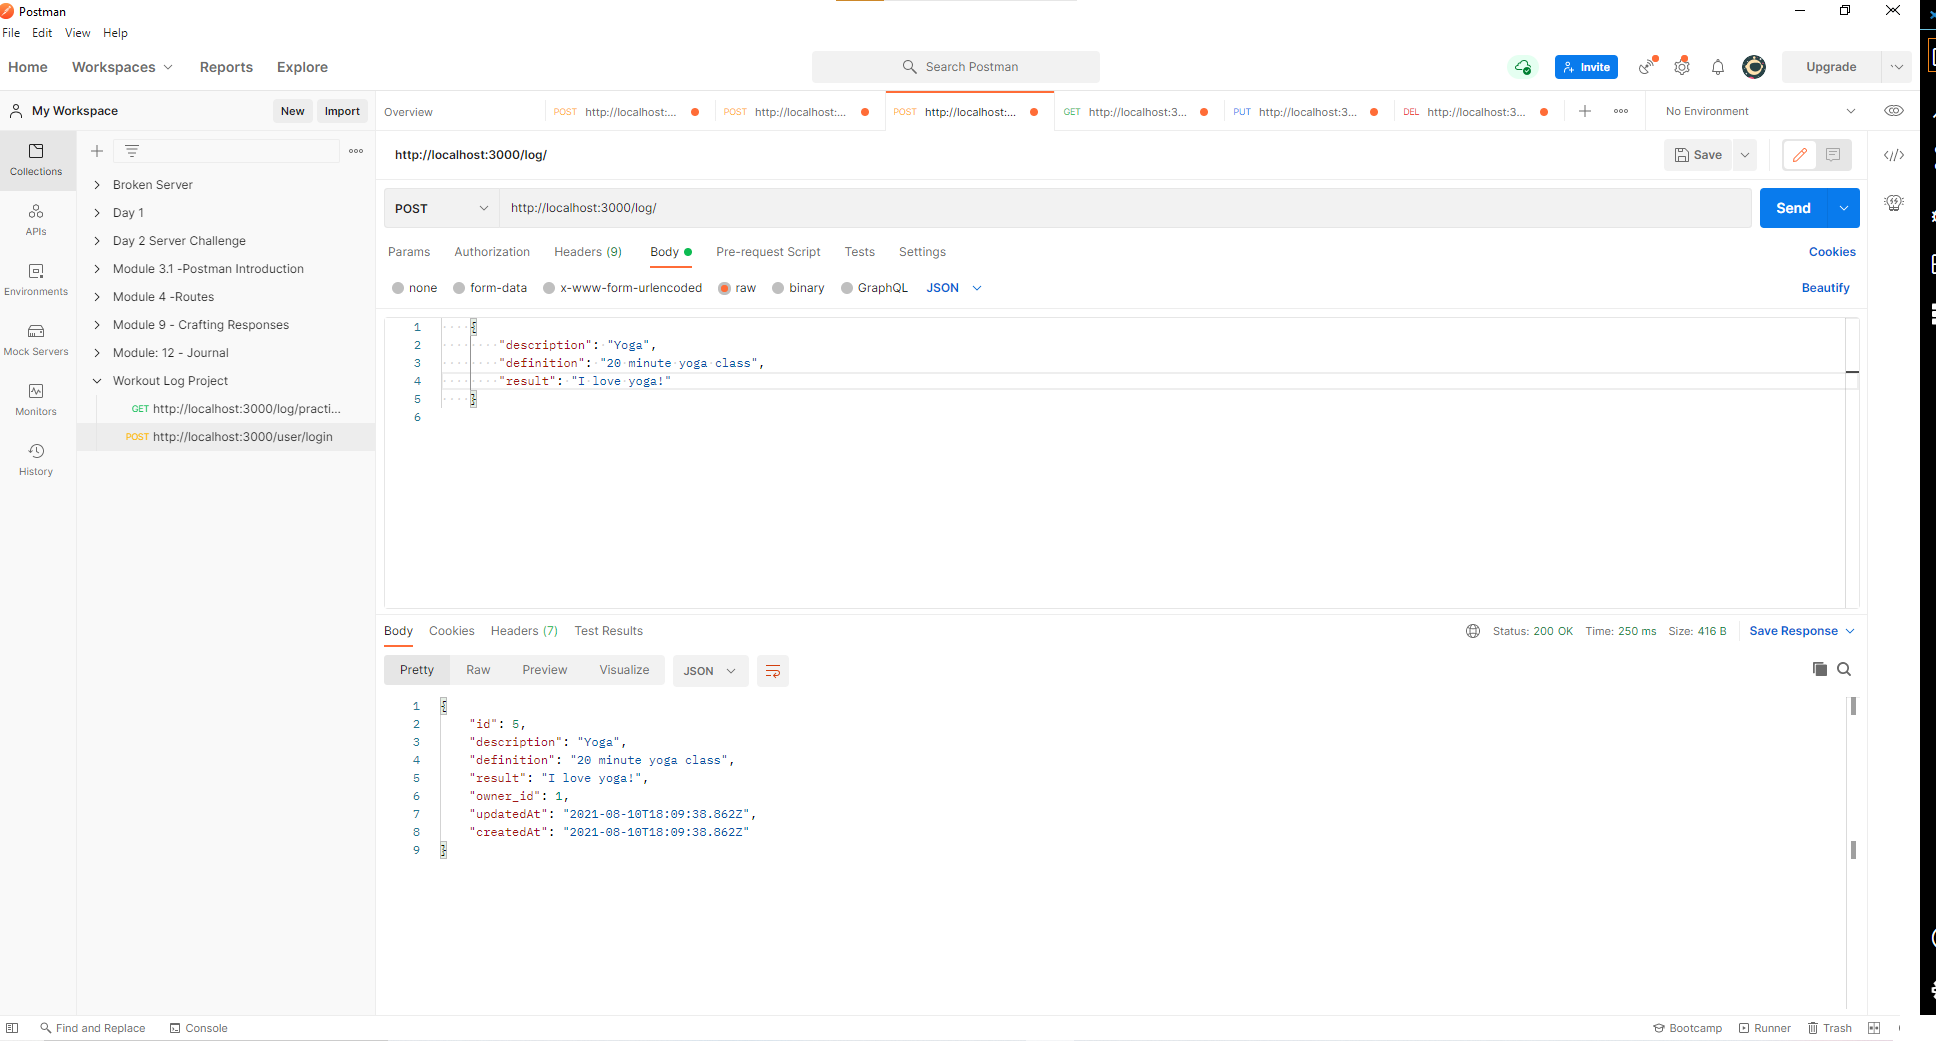 Postman
File Edit View Help
Home Workspaces Reports Explore
Search Postman
Invite
Upgrade
My Workspace
New Import
Overview
POST http://localhost:...
POST http://localhost:...
POST http://localhost:...
GET http://localhost:3...
PUT http://localhost:3...
DEL http://localhost:3...
No Environment
Collections
APIs
Environments
Mock Servers
Monitors
History
Broken Server
Day 1
Day 2 Server Challenge
Module 3.1 -Postman Introduction
Module 4 -Routes
Module 9 - Crafting Responses
Module: 12 - Journal
Workout Log Project
GET http://localhost:3000/log/practi...
POST http://localhost:3000/user/login
http://localhost:3000/log/
Save
POST http://localhost:3000/log/
Send
Params Authorization Headers (9) Body Pre-request Script Tests Settings
Cookies
none form-data x-www-form-urlencoded raw binary GraphQL JSON
Beautify
1 {
2 "description": "Yoga",
3 "definition": "20 minute yoga class",
4 "result": "I love yoga!"
5 }
6
Body Cookies Headers (7) Test Results
Status: 200 OK Time: 250 ms Size: 416 B Save Response
Pretty Raw Preview Visualize JSON
1 {
2 "id": 5,
3 "description": "Yoga",
4 "definition": "20 minute yoga class",
5 "result": "I love yoga!",
6 "owner_id": 1,
7 "updatedAt": "2021-08-10T18:09:38.862Z",
8 "createdAt": "2021-08-10T18:09:38.862Z"
9 }
Find and Replace Console
Bootcamp Runner Trash